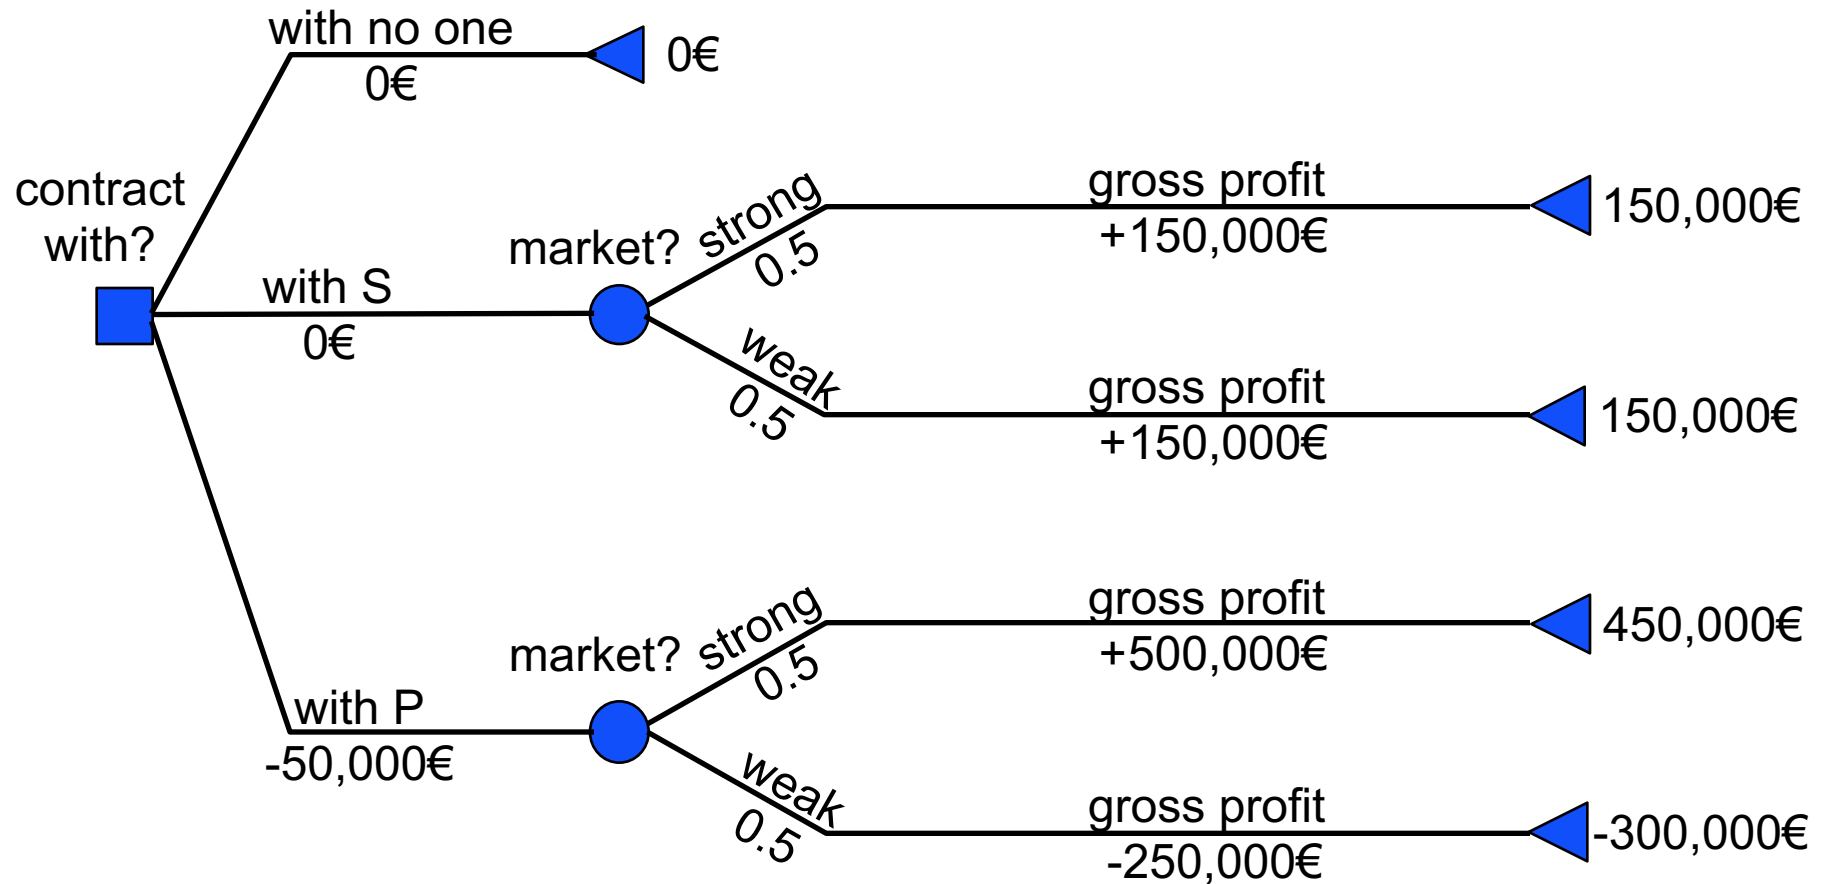 with no one
0€
0€
contract
with?
with S
0€
market?
strong
0.5
gross profit
+150,000€
150,000€
weak
0.5
gross profit
+150,000€
150,000€
with P
-50,000€
market?
strong
0.5
gross profit
+500,000€
450,000€
weak
0.5
gross profit
-250,000€
-300,000€